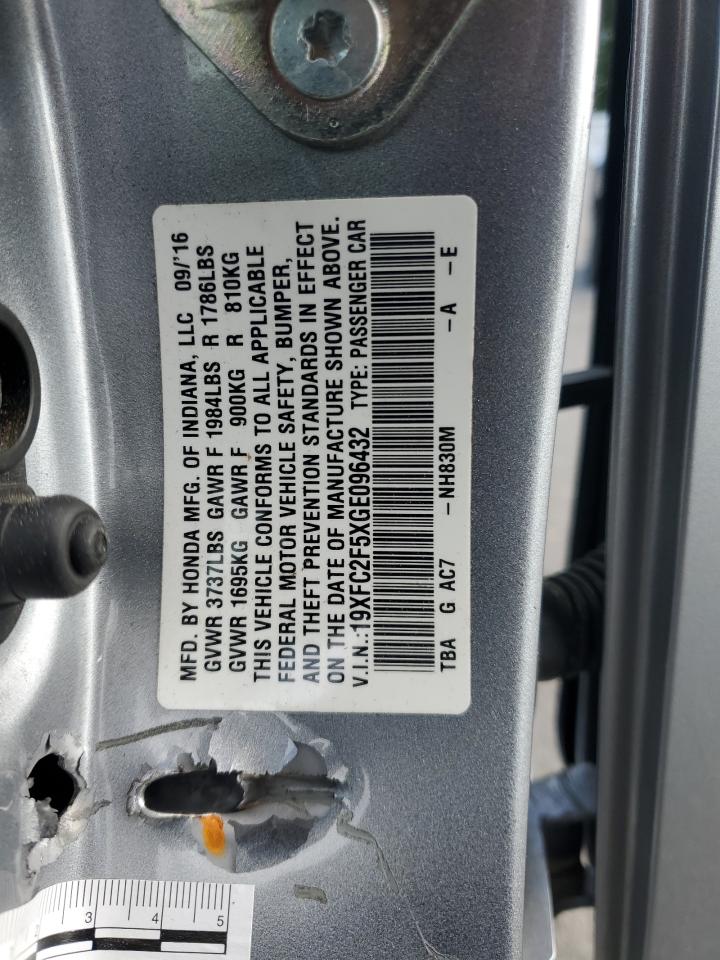 MFD. BY HONDA MFG. OF INDIANA, LLC 09/'16
GVWR 3737LBS GAWR F 1984LBS R 1786LBS
GVWR 1695KG GAWR F 900KG R 810KG
THIS VEHICLE CONFORMS TO ALL APPLICABLE
FEDERAL MOTOR VEHICLE SAFETY, BUMPER,
AND THEFT PREVENTION STANDARDS IN EFFECT
ON THE DATE OF MANUFACTURE SHOWN ABOVE.
V.I.N.:19XFC2F5XGE096432 TYPE: PASSENGER CAR
TBA G AC7 -NH830M -A -E
3 4 5